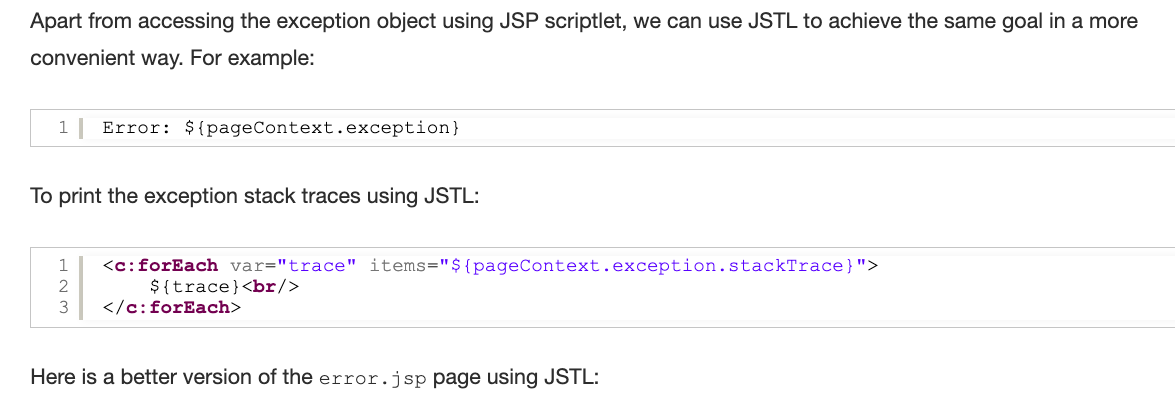 Apart from accessing the exception object using JSP scriptlet, we can use JSTL to achieve the same goal in a more
convenient way. For example:
1 Error: ${pageContext.exception}
To print the exception stack traces using JSTL:
1 <c:forEach var="trace" items="${pageContext.exception.stackTrace}">
2 ${trace}<br/>
3 </c:forEach>
Here is a better version of the error.jsp page using JSTL: